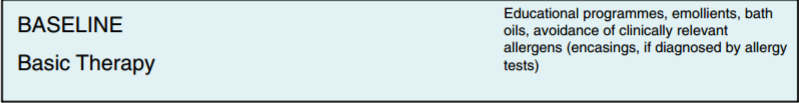 BASELINE
Basic Therapy
Educational programmes, emollients, bath
oils, avoidance of clinically relevant
allergens (encasings, if diagnosed by allergy
tests)